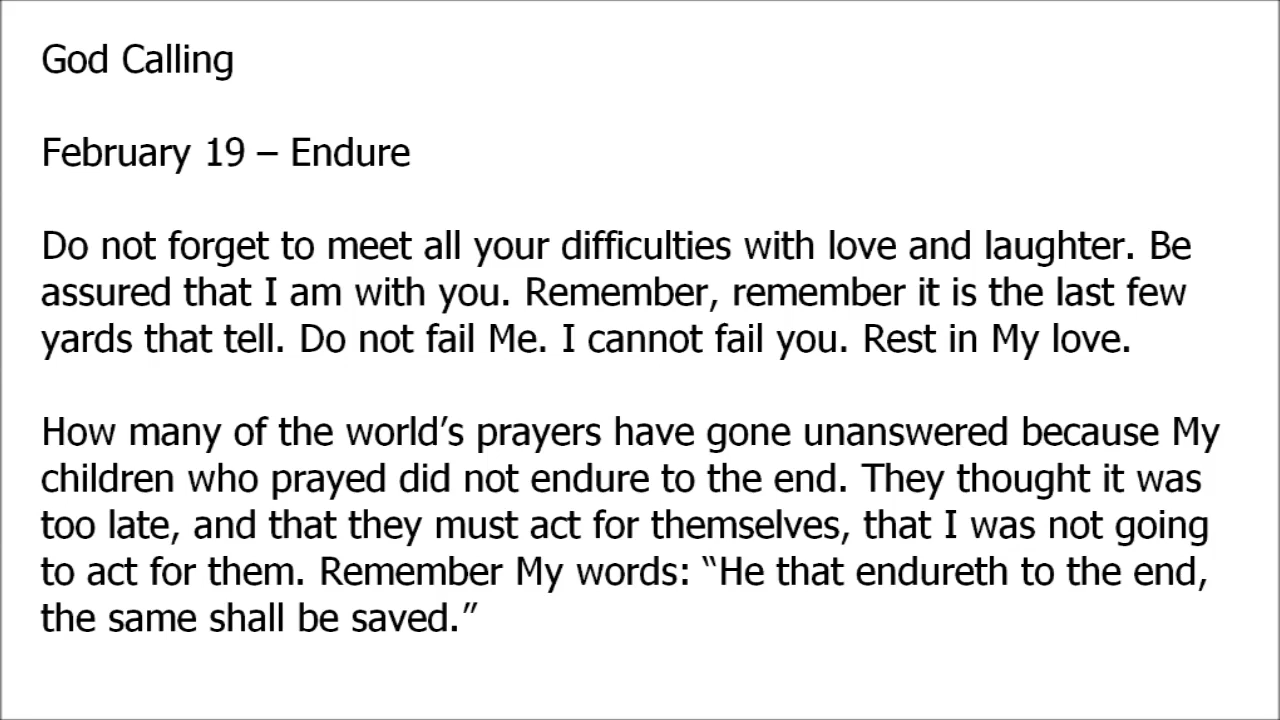 God Calling
February 19 – Endure
Do not forget to meet all your difficulties with love and laughter. Be
assured that I am with you. Remember, remember it is the last few
yards that tell. Do not fail Me. I cannot fail you. Rest in My love.
How many of the world’s prayers have gone unanswered because My
children who prayed did not endure to the end. They thought it was
too late, and that they must act for themselves, that I was not going
to act for them. Remember My words: “He that endureth to the end,
the same shall be saved.”